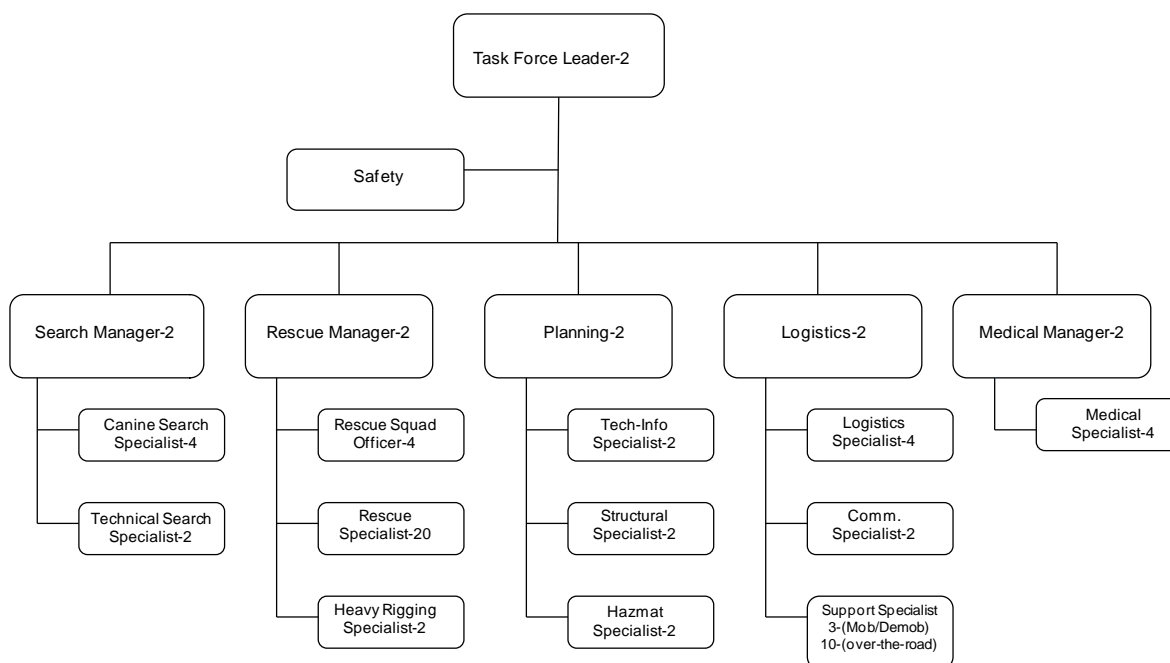 Task Force Leader-2
Safety
Search Manager-2
Rescue Manager-2
Planning-2
Logistics-2
Medical Manager-2
Canine Search
Specialist-4
Rescue Squad
Officer-4
Tech-Info
Specialist-2
Logistics
Specialist-4
Medical
Specialist-4
Technical Search
Specialist-2
Rescue
Specialist-20
Structural
Specialist-2
Comm.
Specialist-2
Heavy Rigging
Specialist-2
Hazmat
Specialist-2
Support Specialist
3-(Mob/Demob)
10-(over-the-road)